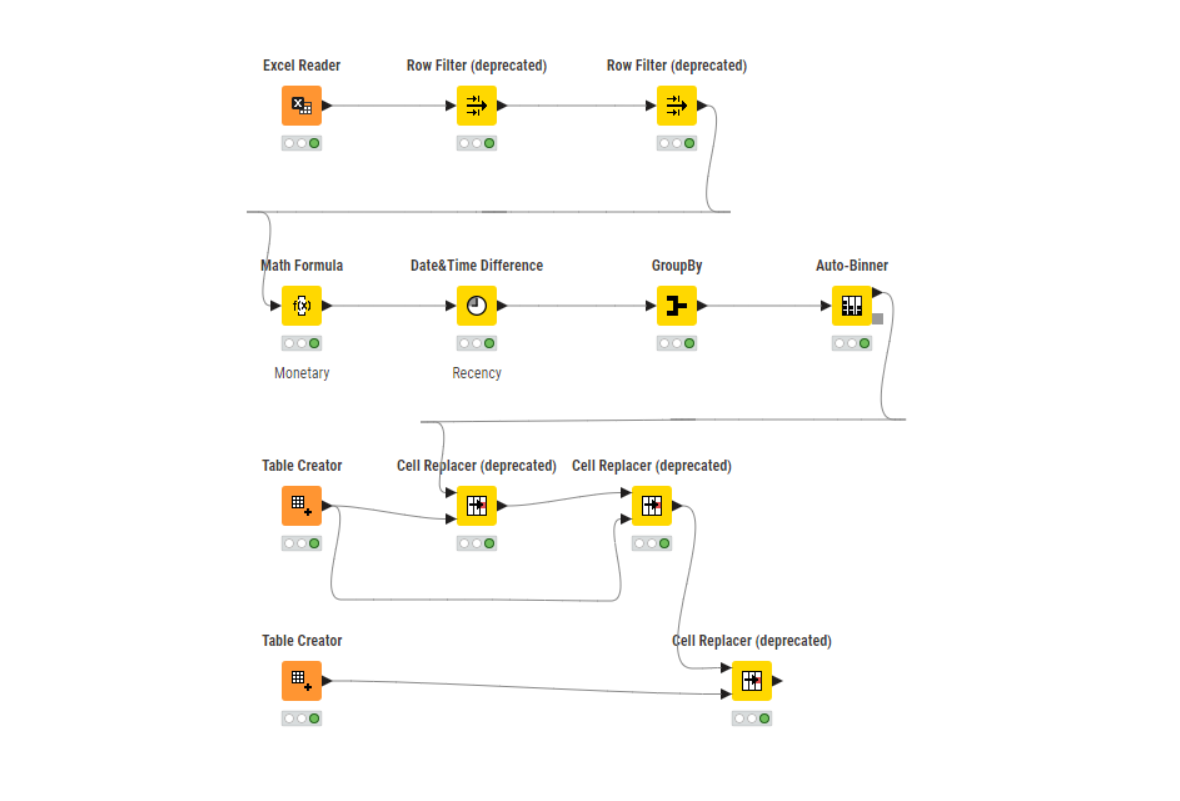 Excel Reader
Row Filter (deprecated)
Row Filter (deprecated)
Math Formula
Date&Time Difference
GroupBy
Auto-Binner
f(x)
Monetary
Recency
Table Creator
Cell Replacer (deprecated)
Cell Replacer (deprecated)
Table Creator
Cell Replacer (deprecated)